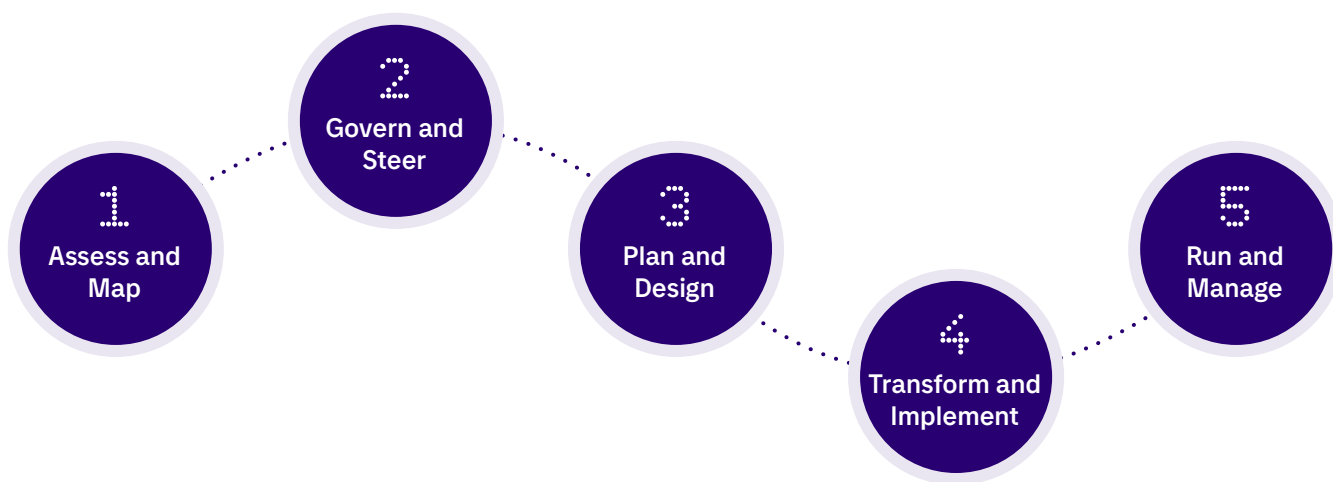 1
Assess and
Map
2
Govern and
Steer
3
Plan and
Design
4
Transform and
Implement
5
Run and
Manage